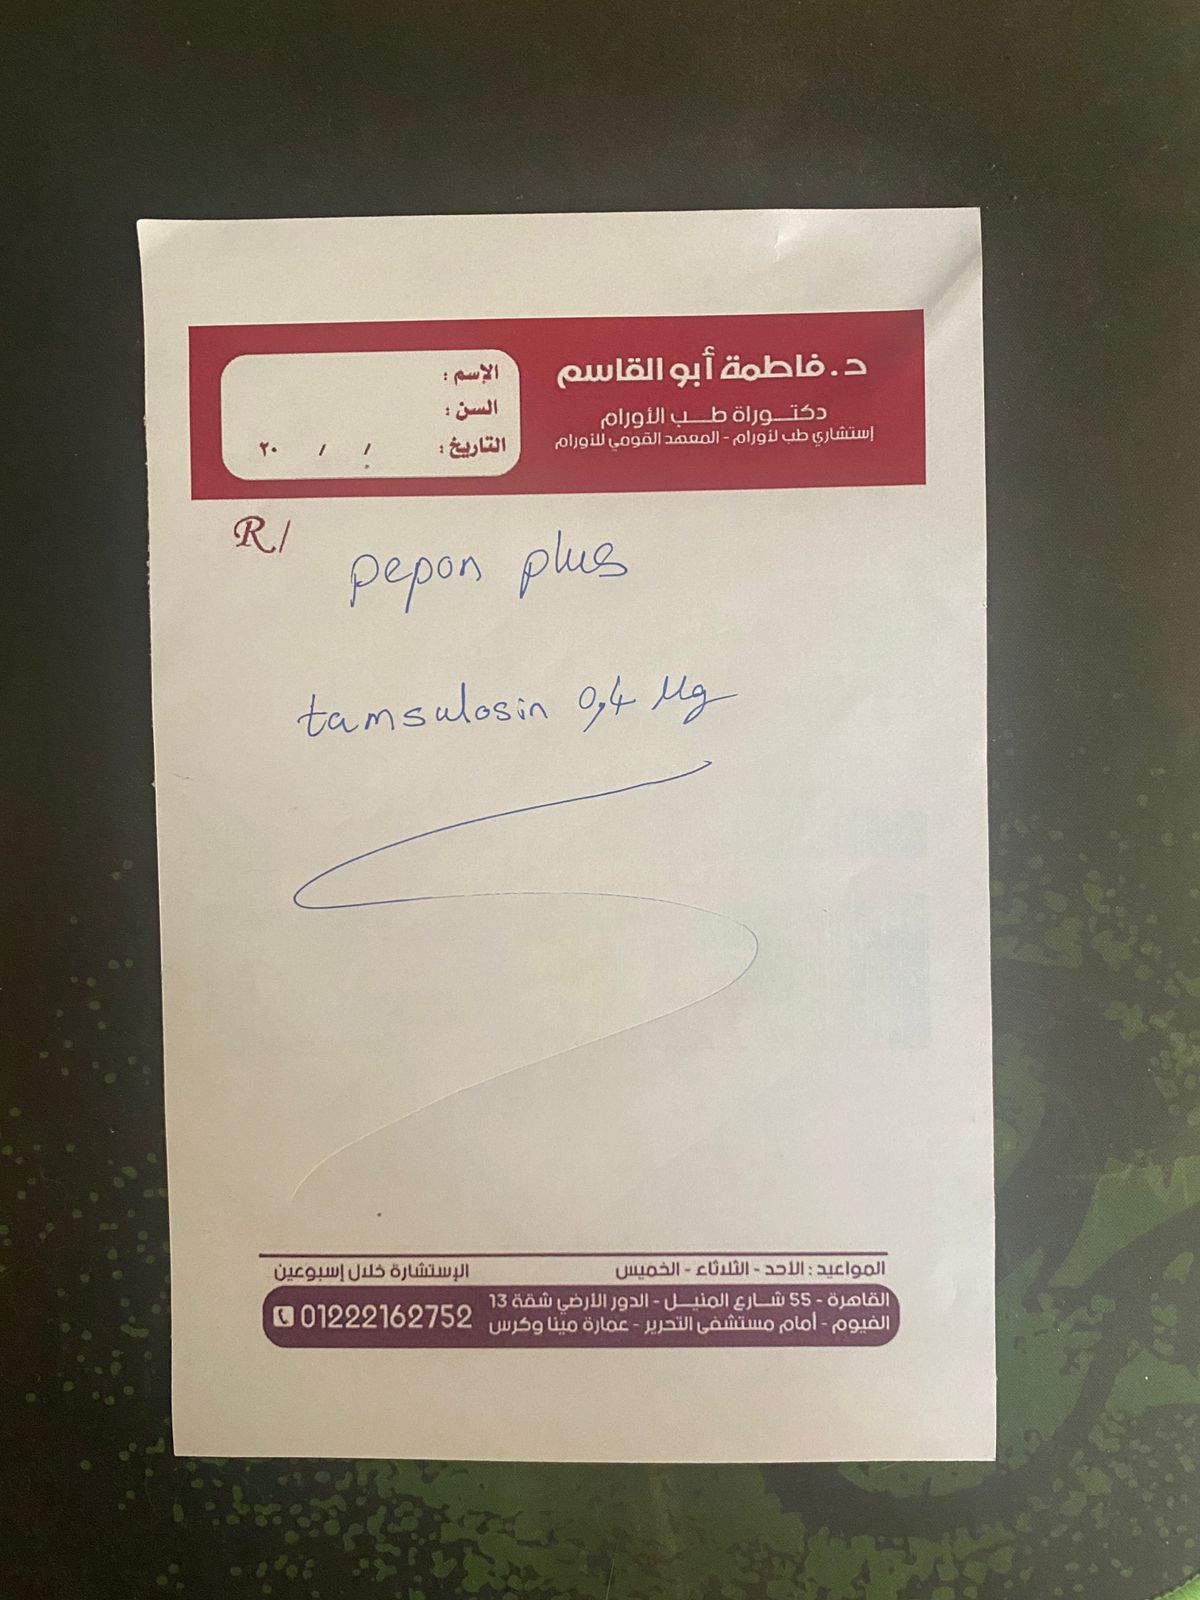 د. فاطمة أبو القاسم
دكتوراة طب الأورام
إستشاري طب لأورام - المعهد القومي للأورام
الإسم :
السن :
التاريخ : / / ٢٠
R/
pepon plus
tamsulosin 0,4 Mg
المواعيد : الأحد - الثلاثاء - الخميس
الإستشارة خلال إسبوعين
القاهرة - 55 شارع المنيل - الدور الأرضي شقة 13
الفيوم - أمام مستشفى التحرير - عمارة مينا وكرس
01222162752